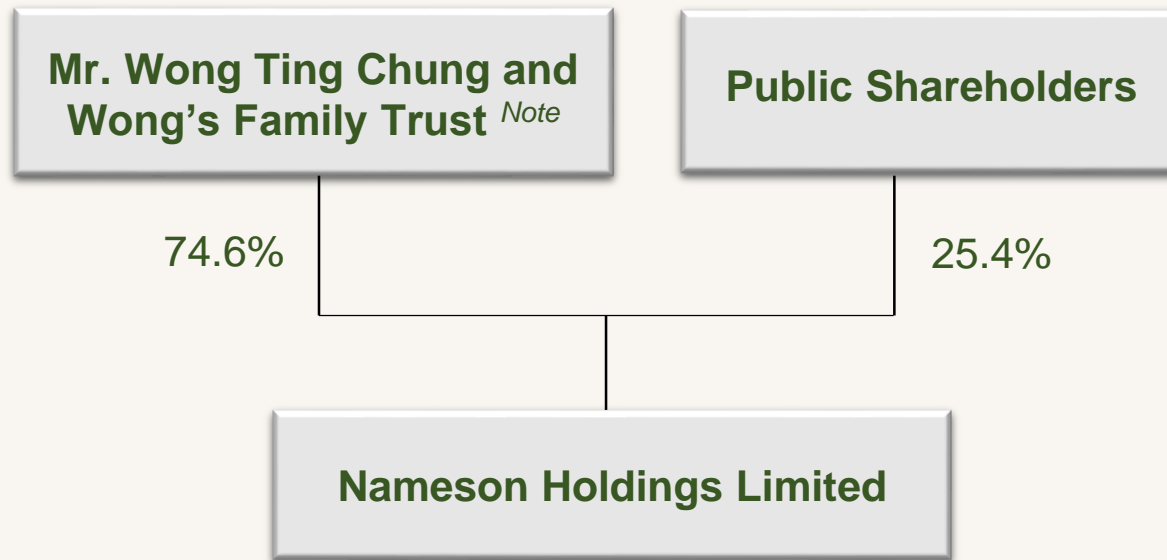 Mr. Wong Ting Chung and
Wong’s Family Trust Note
Public Shareholders
74.6%
25.4%
Nameson Holdings Limited